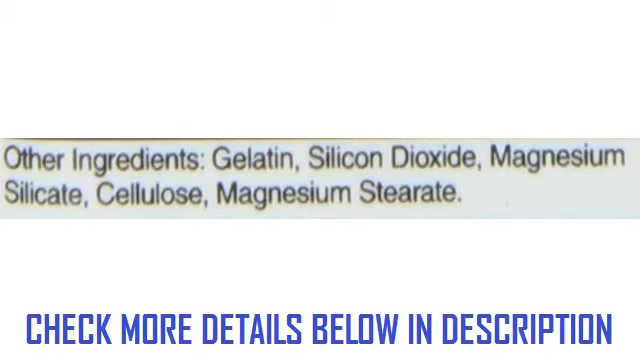 Other Ingredients: Gelatin, Silicon Dioxide, Magnesium
Silicate, Cellulose, Magnesium Stearate.
CHECK MORE DETAILS BELOW IN DESCRIPTION